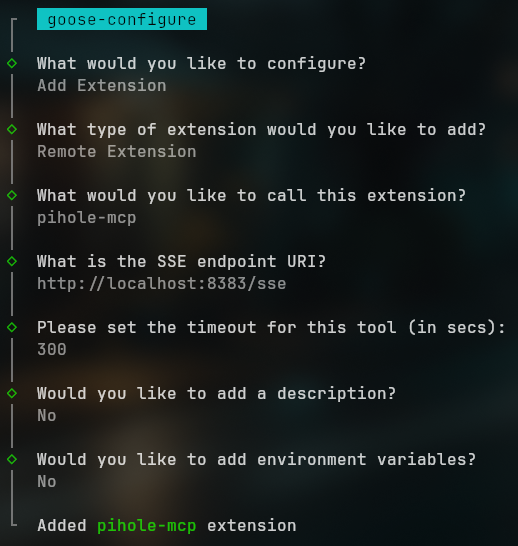 goose-configure
What would you like to configure?
Add Extension
What type of extension would you like to add?
Remote Extension
What would you like to call this extension?
pihole-mcp
What is the SSE endpoint URI?
http://localhost:8383/sse
Please set the timeout for this tool (in secs):
300
Would you like to add a description?
No
Would you like to add environment variables?
No
Added pihole-mcp extension